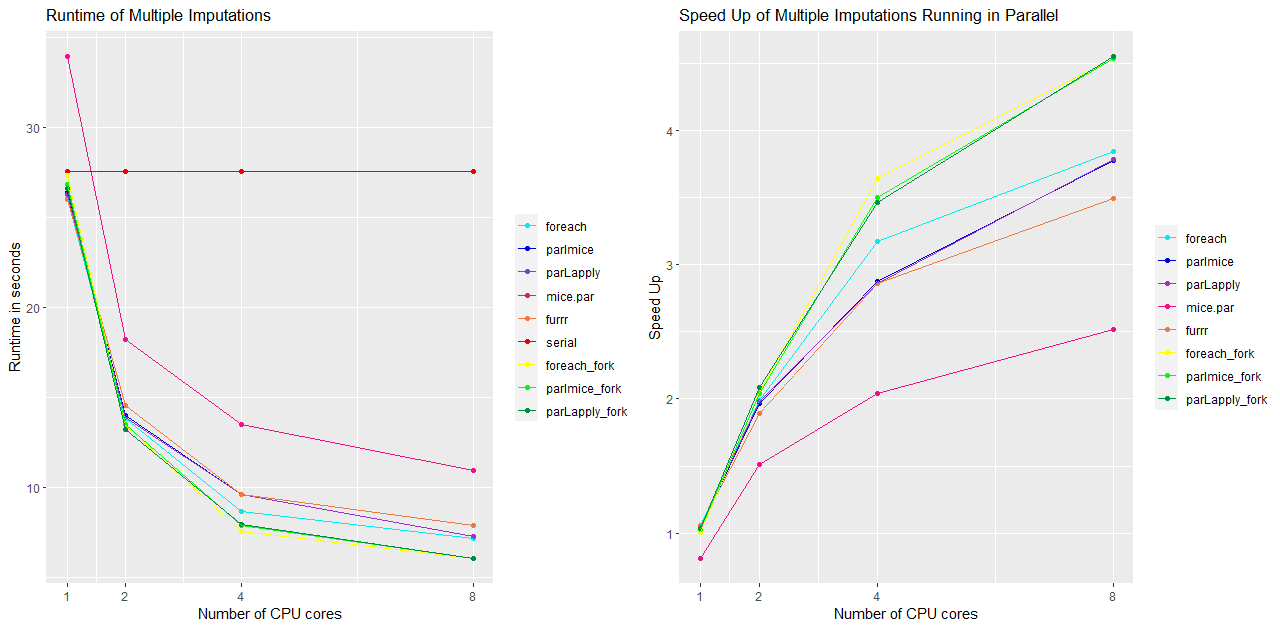 Runtime of Multiple Imputations
Runtime in seconds
30
20
10
1 2 4 8
Number of CPU cores
foreach
parlmice
parLapply
mice.par
furrr
serial
foreach_fork
parlmice_fork
parLapply_fork
Speed Up of Multiple Imputations Running in Parallel
Speed Up
4
3
2
1
1 2 4 8
Number of CPU cores
foreach
parlmice
parLapply
mice.par
furrr
foreach_fork
parlmice_fork
parLapply_fork